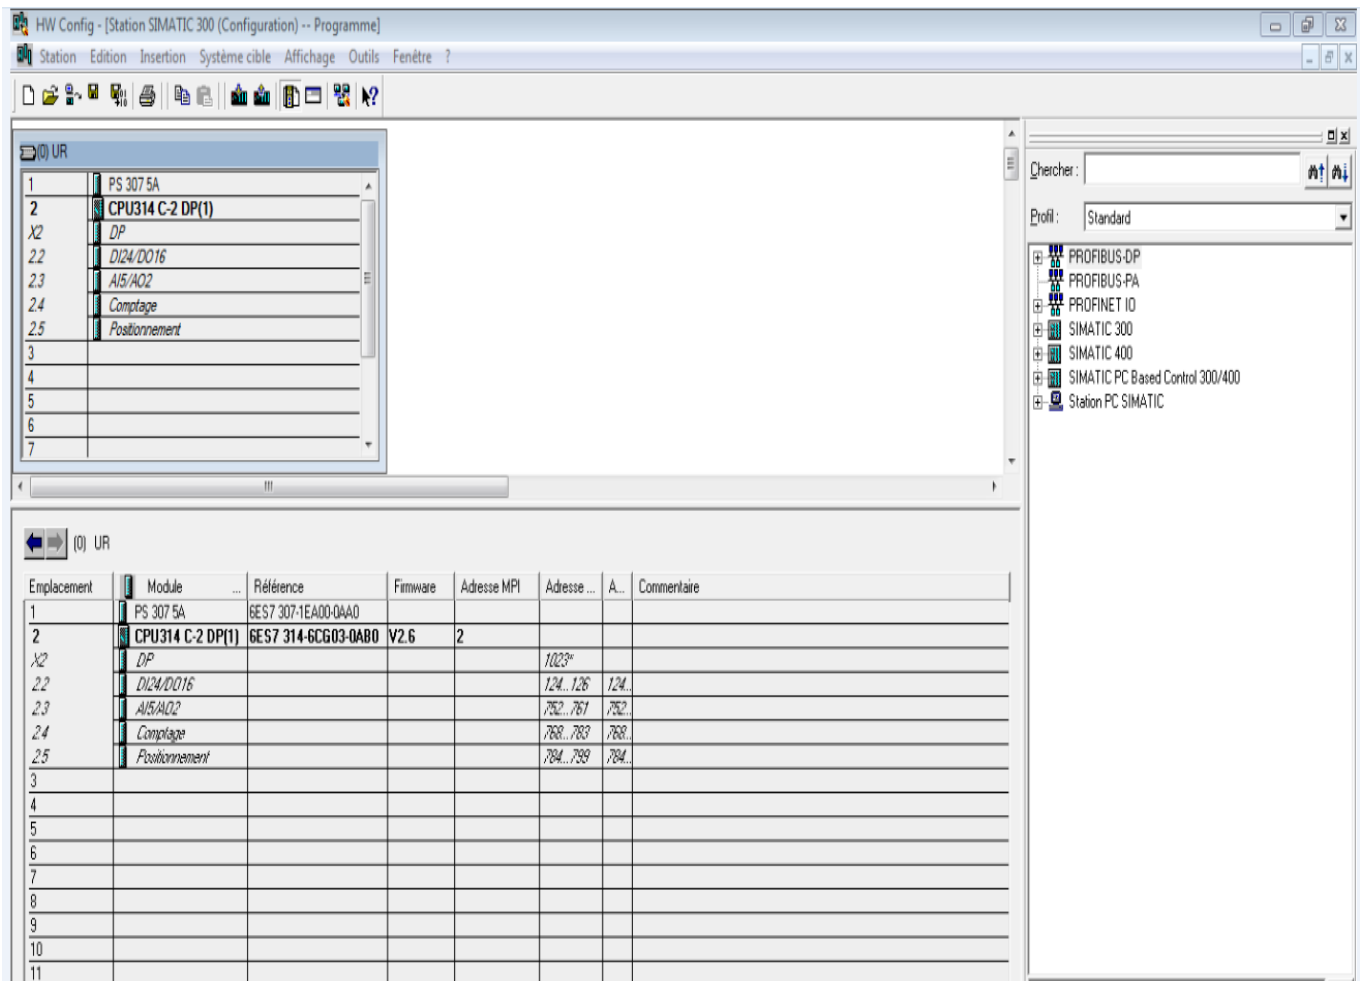 HW Config - [Station SIMATIC 300 (Configuration) -- Programme]
Station Edition Insertion Système cible Affichage Outils Fenêtre ?
(0) UR
1 PS 307 5A
2 CPU314 C-2 DP(1)
X2 DP
2.2 DI24/DO16
2.3 AI5/AO2
2.4 Comptage
2.5 Positionnement
3
4
5
6
7
Chercher :
Profil : Standard
PROFIBUS-DP
PROFIBUS-PA
PROFINET IO
SIMATIC 300
SIMATIC 400
SIMATIC PC Based Control 300/400
Station PC SIMATIC
(0) UR
Emplacement Module ... Référence Firmware Adresse MPI Adresse ... A... Commentaire
1 PS 307 5A 6ES7 307-1EA00-0AA0
2 CPU314 C-2 DP(1) 6ES7 314-6CG03-0AB0 V2.6 2
X2 DP 1023*
2.2 DI24/DO16 124...126 124...
2.3 AI5/AO2 752...761 752...
2.4 Comptage 768...783 768...
2.5 Positionnement 784...799 784...
3
4
5
6
7
8
9
10
11